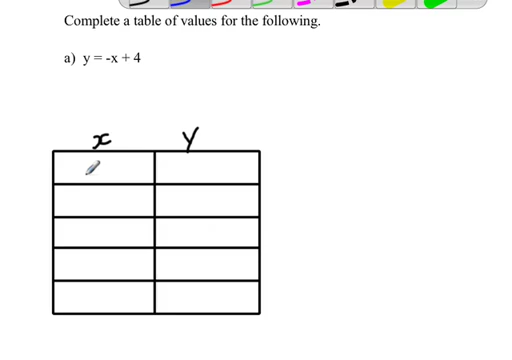 Complete a table of values for the following.
a) y = -x + 4
x y